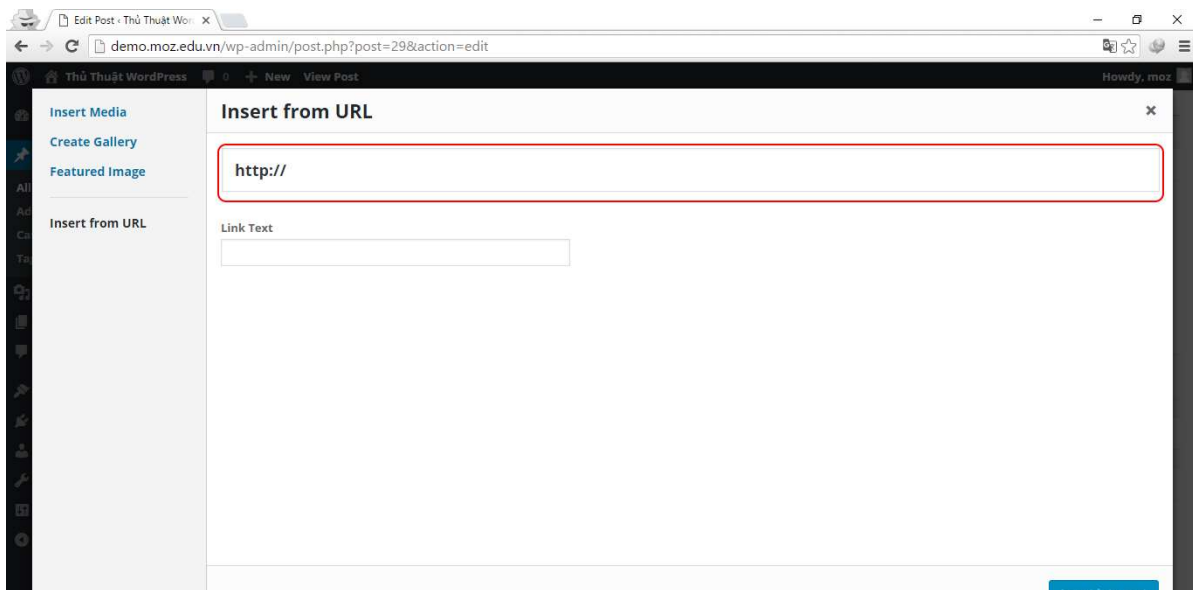 Edit Post ‹ Thủ Thuật Wor
demo.moz.edu.vn/wp-admin/post.php?post=29&action=edit
Thủ Thuật WordPress 0 + New View Post
Howdy, moz
Insert Media
Create Gallery
Featured Image
Insert from URL
Insert from URL
http://
Link Text
All